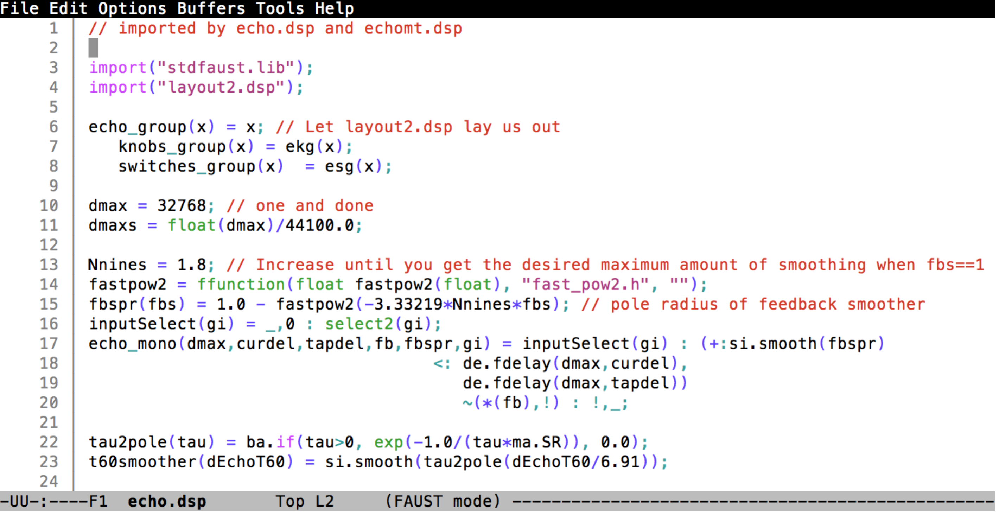 File Edit Options Buffers Tools Help
1 // imported by echo.dsp and echomt.dsp
2
3 import("stdfaust.lib");
4 import("layout2.dsp");
5
6 echo_group(x) = x; // Let layout2.dsp lay us out
7    knobs_group(x) = ekg(x);
8    switches_group(x)  = esg(x);
9
10 dmax = 32768; // one and done
11 dmaxs = float(dmax)/44100.0;
12
13 Nnines = 1.8; // Increase until you get the desired maximum amount of smoothing when fbs==1
14 fastpow2 = ffunction(float fastpow2(float), "fast_pow2.h", "");
15 fbspr(fbs) = 1.0 - fastpow2(-3.33219*Nnines*fbs); // pole radius of feedback smoother
16 inputSelect(gi) = _,0 : select2(gi);
17 echo_mono(dmax,curdel,tapdel,fb,fbspr,gi) = inputSelect(gi) : (+:si.smooth(fbspr)
18                                    <: de.fdelay(dmax,curdel),
19                                       de.fdelay(dmax,tapdel))
20                                       ~(*(fb),!) : !,_;
21
22 tau2pole(tau) = ba.if(tau>0, exp(-1.0/(tau*ma.SR)), 0.0);
23 t60smoother(dEchoT60) = si.smooth(tau2pole(dEchoT60/6.91));
24
-UU-:----F1  echo.dsp       Top L2     (FAUST mode) -------------------------------------------------